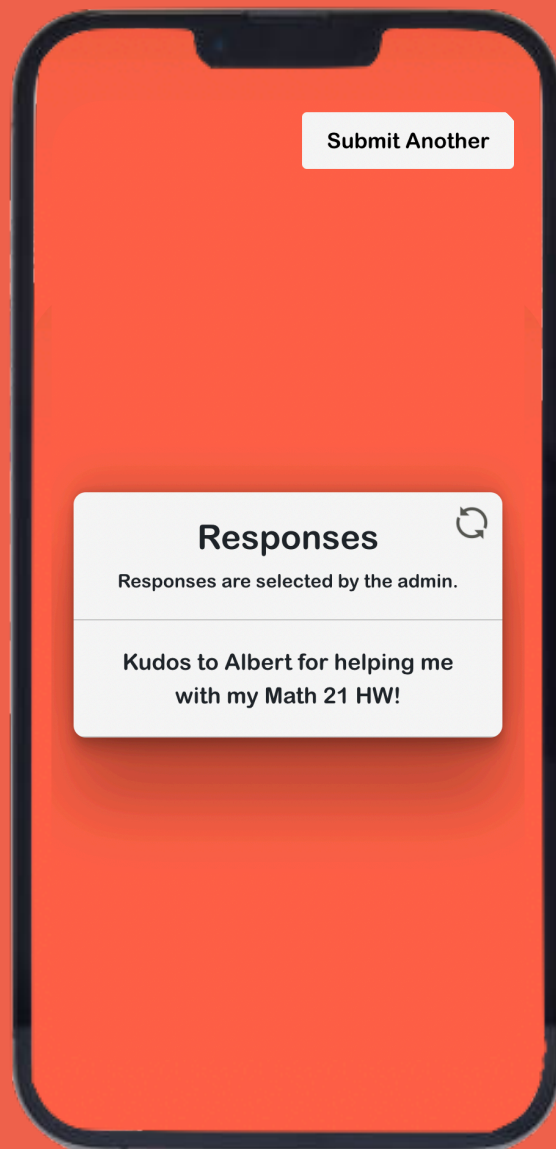 Submit Another
Responses
Responses are selected by the admin.
Kudos to Albert for helping me
with my Math 21 HW!